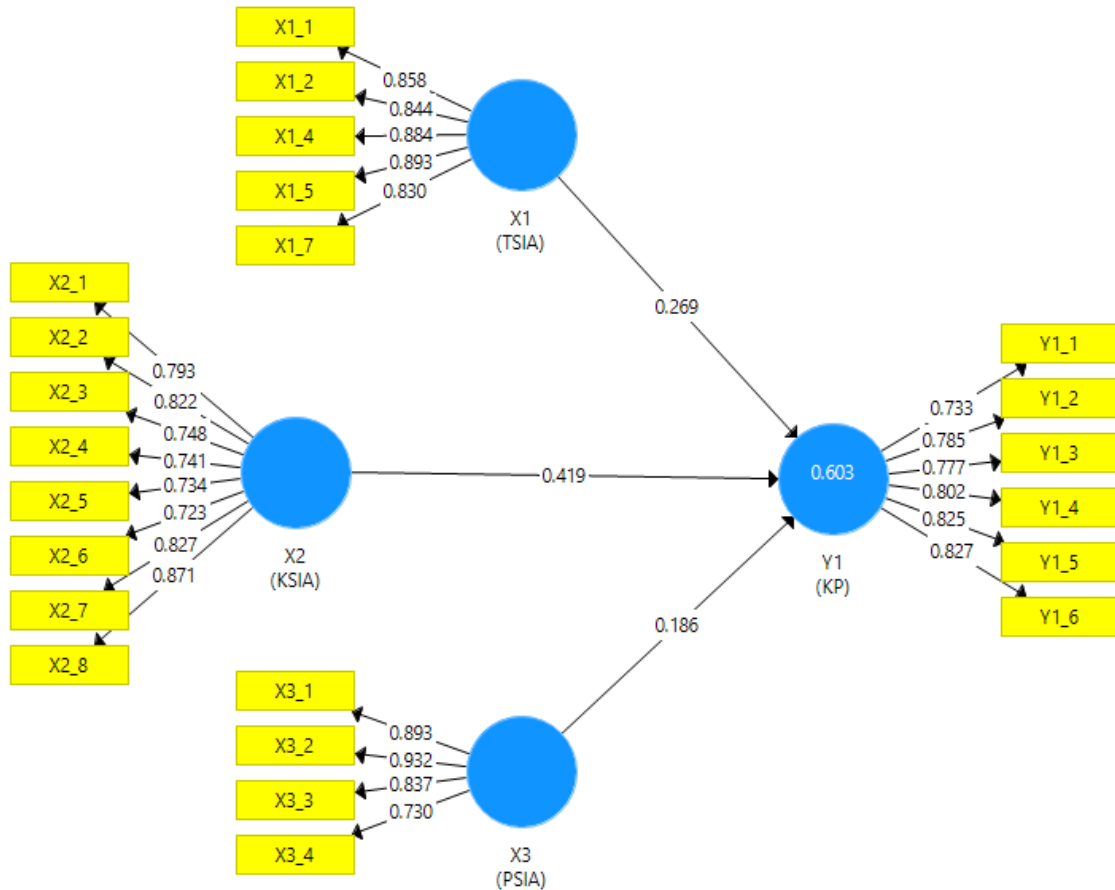 X1_1
X1_2
X1_4
X1_5
X1_7
0.858
0.844
0.884
0.893
0.830
X1
(TSIA)
0.269
X2_1
X2_2
X2_3
X2_4
X2_5
X2_6
X2_7
X2_8
0.793
0.822
0.748
0.741
0.734
0.723
0.827
0.871
X2
(KSIA)
0.419
X3_1
X3_2
X3_3
X3_4
0.893
0.932
0.837
0.730
X3
(PSIA)
0.186
0.603
Y1
(KP)
0.733
0.785
0.777
0.802
0.825
0.827
Y1_1
Y1_2
Y1_3
Y1_4
Y1_5
Y1_6